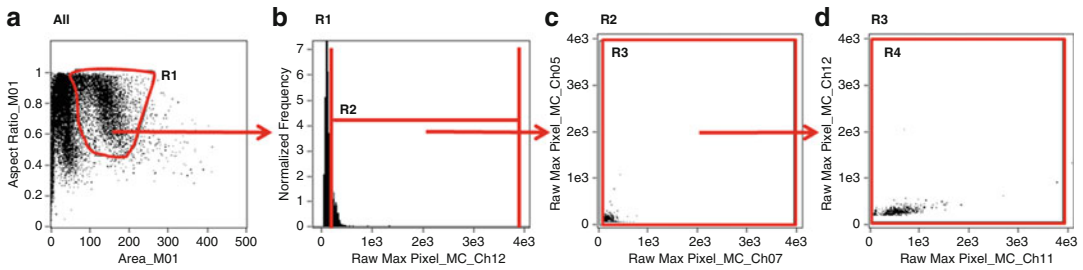 a
All
Aspect Ratio_M01
1
0.8
0.6
0.4
0.2
0
R1
0
100
200
300
400
500
Area_M01
b
R1
Normalized Frequency
7
6
5
4
3
2
1
0
R2
0
1e3
2e3
3e3
4e3
Raw Max Pixel_MC_Ch12
c
R2
Raw Max Pixel_MC_Ch05
4e3
3e3
2e3
1e3
0
R3
0
1e3
2e3
3e3
4e3
Raw Max Pixel_MC_Ch07
d
R3
Raw Max Pixel_MC_Ch12
4e3
3e3
2e3
1e3
0
R4
0
1e3
2e3
3e3
4e3
Raw Max Pixel_MC_Ch11